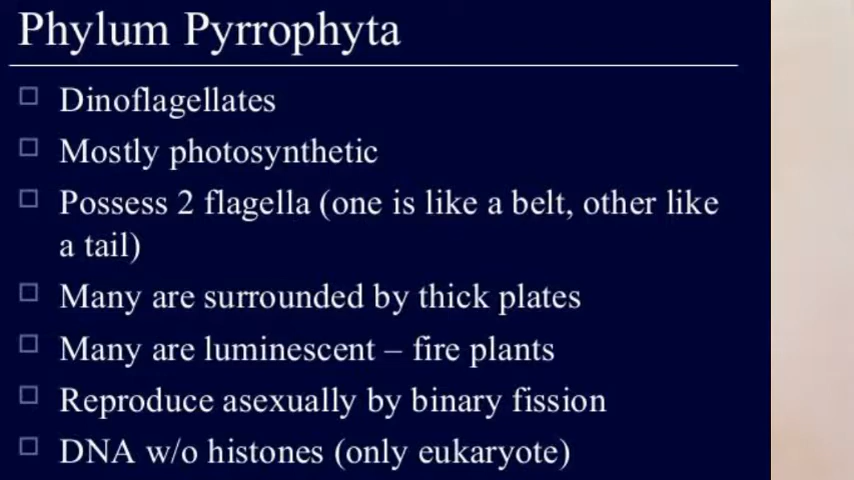 Phylum Pyrrophyta
Dinoflagellates
Mostly photosynthetic
Possess 2 flagella (one is like a belt, other like
a tail)
Many are surrounded by thick plates
Many are luminescent – fire plants
Reproduce asexually by binary fission
DNA w/o histones (only eukaryote)